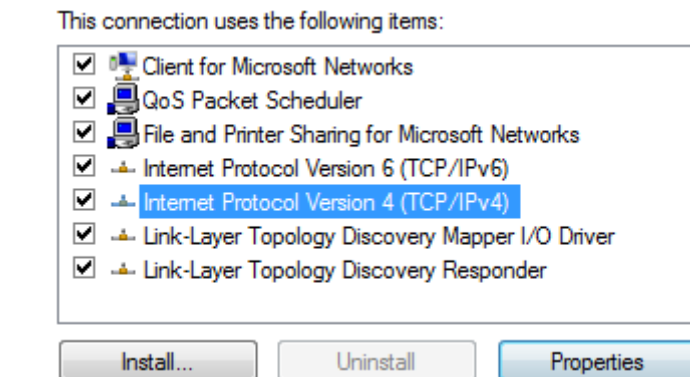 This connection uses the following items:
Client for Microsoft Networks
QoS Packet Scheduler
File and Printer Sharing for Microsoft Networks
Internet Protocol Version 6 (TCP/IPv6)
Internet Protocol Version 4 (TCP/IPv4)
Link-Layer Topology Discovery Mapper I/O Driver
Link-Layer Topology Discovery Responder
Install... Uninstall Properties